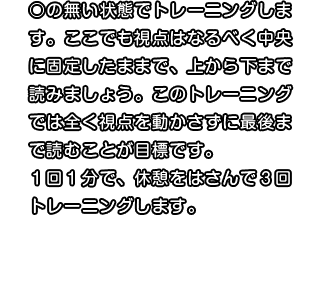 ◎の無い状態でトレーニングしま
す。ここでも視点はなるべく中央
に固定したままで、上から下まで
読みましょう。このトレーニング
では全く視点を動かさずに最後ま
で読むことが目標です。
１回１分で、休憩をはさんで３回
トレーニングします。